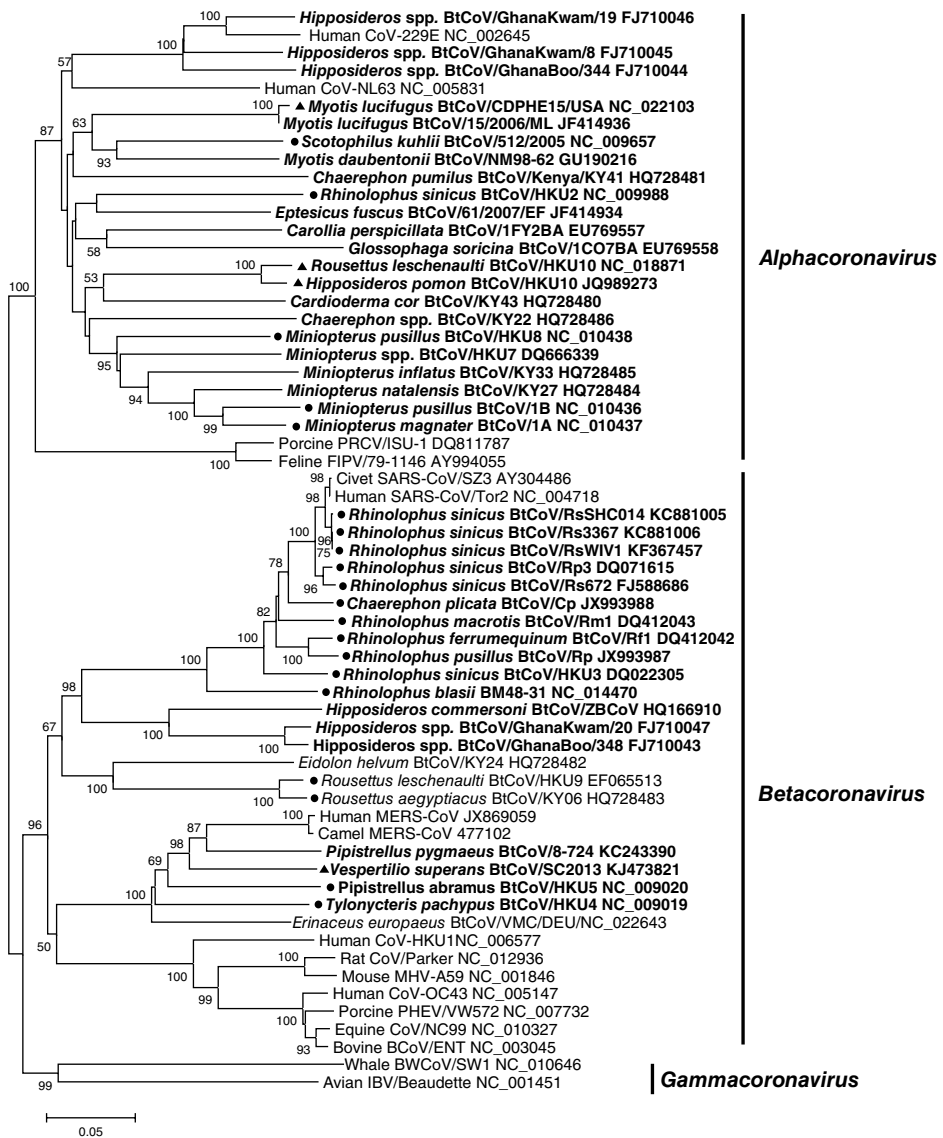 Hipposideros spp. BtCoV/GhanaKwam/19 FJ710046
100
Human CoV-229E NC_002645
100
Hipposideros spp. BtCoV/GhanaKwam/8 FJ710045
57
Hipposideros spp. BtCoV/GhanaBoo/344 FJ710044
Human CoV-NL63 NC_005831
100
▲ Myotis lucifugus BtCoV/CDPHE15/USA NC_022103
63
Myotis lucifugus BtCoV/15/2006/ML JF414936
87
● Scotophilus kuhlii BtCoV/512/2005 NC_009657
93
Myotis daubentonii BtCoV/NM98-62 GU190216
Chaerephon pumilus BtCoV/Kenya/KY41 HQ728481
● Rhinolophus sinicus BtCoV/HKU2 NC_009988
Eptesicus fuscus BtCoV/61/2007/EF JF414934
Carollia perspicillata BtCoV/1FY2BA EU769557
58
Glossophaga soricina BtCoV/1CO7BA EU769558
Alphacoronavirus
100
▲ Rousettus leschenaulti BtCoV/HKU10 NC_018871
53
▲ Hipposideros pomon BtCoV/HKU10 JQ989273
100
Cardioderma cor BtCoV/KY43 HQ728480
Chaerephon spp. BtCoV/KY22 HQ728486
● Miniopterus pusillus BtCoV/HKU8 NC_010438
95
Miniopterus spp. BtCoV/HKU7 DQ666339
Miniopterus inflatus BtCoV/KY33 HQ728485
94
Miniopterus natalensis BtCoV/KY27 HQ728484
100
● Miniopterus pusillus BtCoV/1B NC_010436
99
● Miniopterus magnater BtCoV/1A NC_010437
Porcine PRCV/ISU-1 DQ811787
100
Feline FIPV/79-1146 AY994055
98
Civet SARS-CoV/SZ3 AY304486
98
Human SARS-CoV/Tor2 NC_004718
● Rhinolophus sinicus BtCoV/RsSHC014 KC881005
100
● Rhinolophus sinicus BtCoV/Rs3367 KC881006
96
75
● Rhinolophus sinicus BtCoV/RsWIV1 KF367457
78
● Rhinolophus sinicus BtCoV/Rp3 DQ071615
96
● Rhinolophus sinicus BtCoV/Rs672 FJ588686
● Chaerephon plicata BtCoV/Cp JX993988
82
● Rhinolophus macrotis BtCoV/Rm1 DQ412043
● Rhinolophus ferrumequinum BtCoV/Rf1 DQ412042
100
100
● Rhinolophus pusillus BtCoV/Rp JX993987
100
● Rhinolophus sinicus BtCoV/HKU3 DQ022305
98
● Rhinolophus blasii BM48-31 NC_014470
Hipposideros commersoni BtCoV/ZBCoV HQ166910
67
100
Hipposideros spp. BtCoV/GhanaKwam/20 FJ710047
100
Hipposideros spp. BtCoV/GhanaBoo/348 FJ710043
Eidolon helvum BtCoV/KY24 HQ728482
100
● Rousettus leschenaulti BtCoV/HKU9 EF065513
100
● Rousettus aegyptiacus BtCoV/KY06 HQ728483
Betacoronavirus
100
Human MERS-CoV JX869059
96
87
Camel MERS-CoV 477102
98
Pipistrellus pygmaeus BtCoV/8-724 KC243390
69
▲ Vespertilio superans BtCoV/SC2013 KJ473821
● Pipistrellus abramus BtCoV/HKU5 NC_009020
100
● Tylonycteris pachypus BtCoV/HKU4 NC_009019
Erinaceus europaeus BtCoV/VMC/DEU/NC_022643
50
Human CoV-HKU1NC_006577
100
100
Rat CoV/Parker NC_012936
Mouse MHV-A59 NC_001846
99
Human CoV-OC43 NC_005147
100
Porcine PHEV/VW572 NC_007732
Equine CoV/NC99 NC_010327
93
Bovine BCoV/ENT NC_003045
Whale BWCoV/SW1 NC_010646
99
Avian IBV/Beaudette NC_001451
Gammacoronavirus
0.05